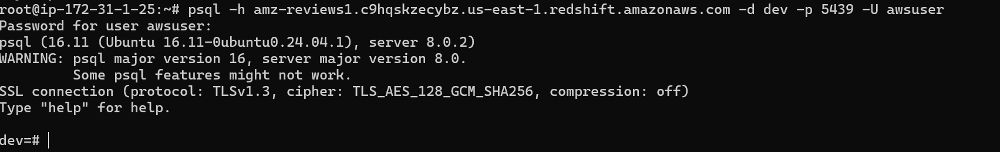 root@ip-172-31-1-25:~# psql -h amz-reviews1.c9hqskzecybz.us-east-1.redshift.amazonaws.com -d dev -p 5439 -U awsuser
Password for user awsuser:
psql (16.11 (Ubuntu 16.11-0ubuntu0.24.04.1), server 8.0.2)
WARNING: psql major version 16, server major version 8.0.
         Some psql features might not work.
SSL connection (protocol: TLSv1.3, cipher: TLS_AES_128_GCM_SHA256, compression: off)
Type "help" for help.

dev=#